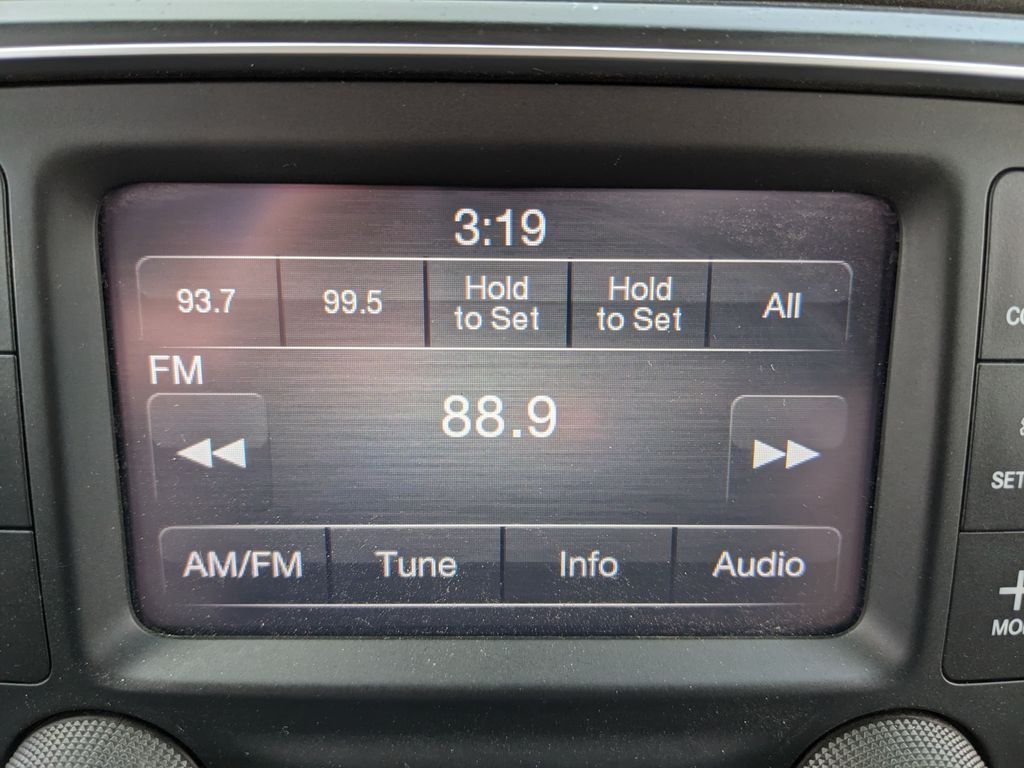 3:19
93.7
99.5
Hold
to Set
Hold
to Set
All
FM
88.9
AM/FM
Tune
Info
Audio
SET